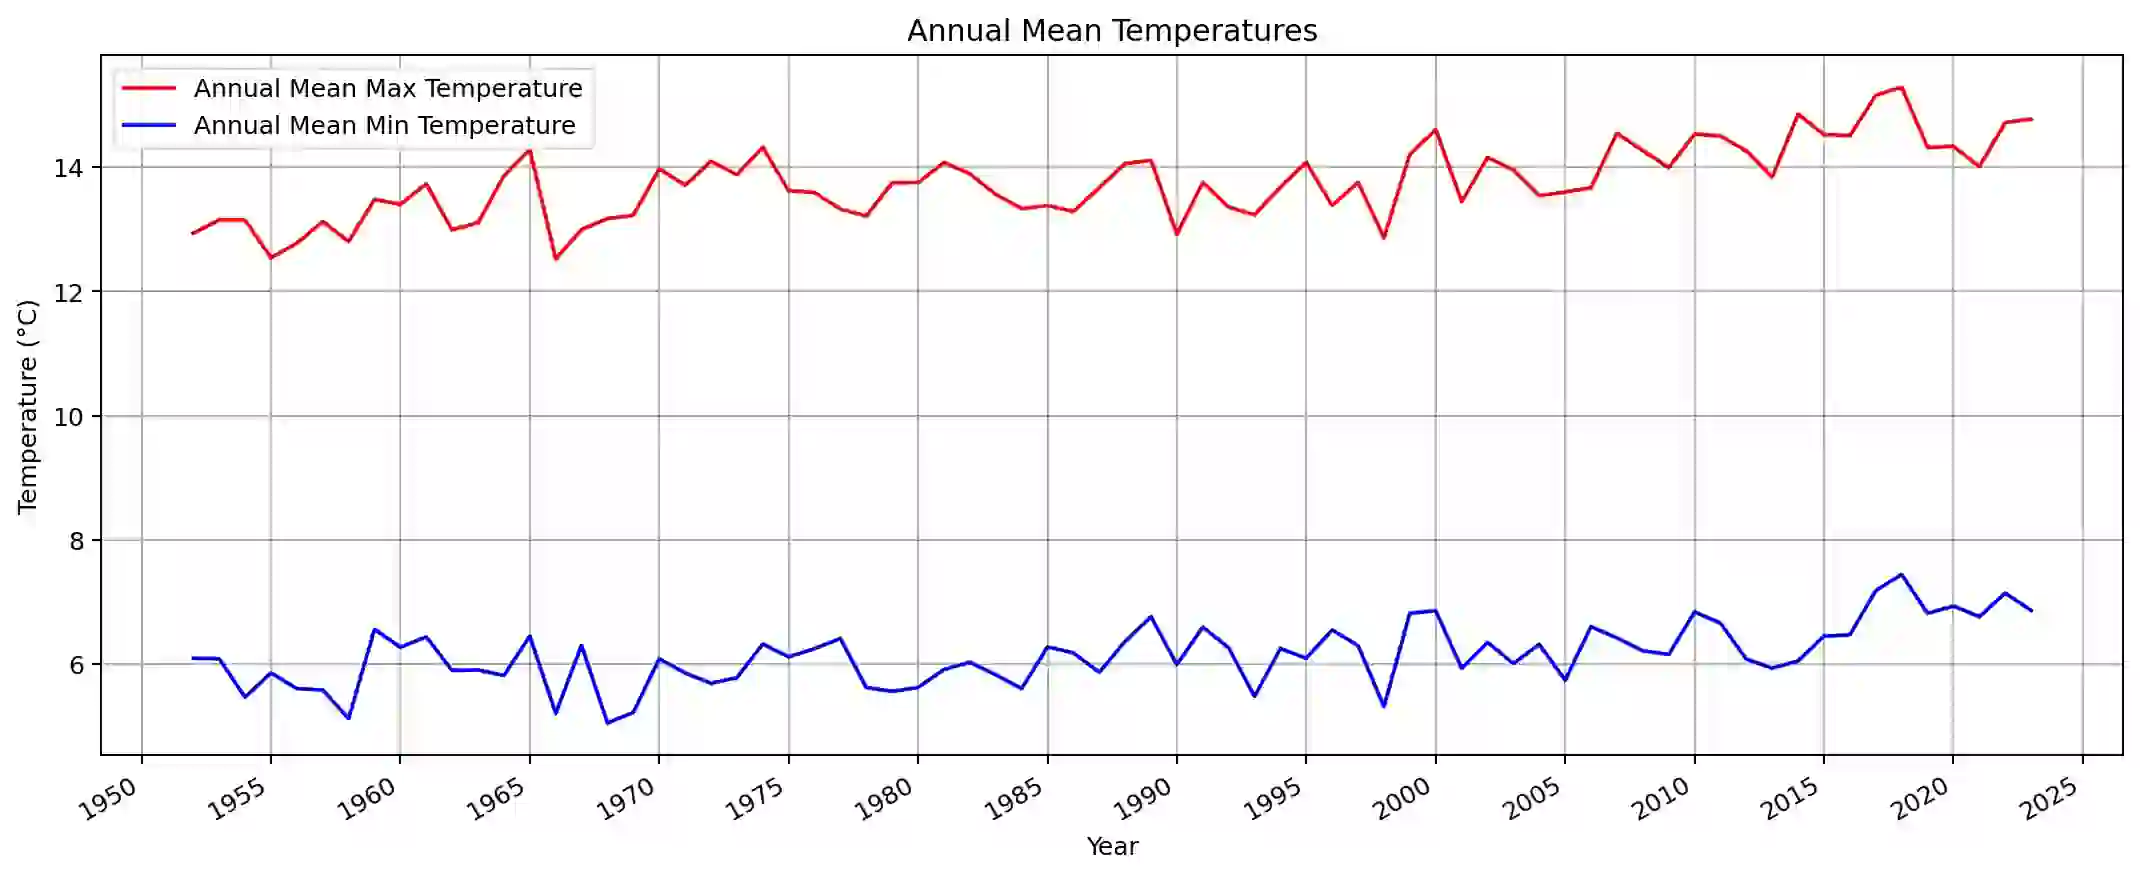 Annual Mean Temperatures
Annual Mean Max Temperature
Annual Mean Min Temperature
Temperature (°C)
14
12
10
8
6
1950 1955 1960 1965 1970 1975 1980 1985 1990 1995 2000 2005 2010 2015 2020 2025
Year